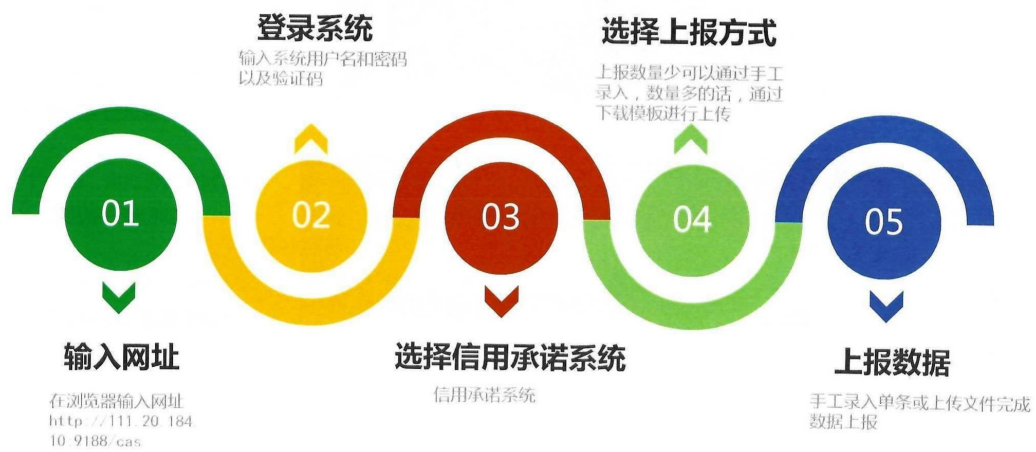 登录系统
输入系统用户名和密码
以及验证码
选择上报方式
上报数量少可以通过手工
录入，数量多的话，通过
下载模板进行上传
01
02
03
04
05
输入网址
在浏览器输入网址
http://111.20.184.
10:9188/cas
选择信用承诺系统
信用承诺系统
上报数据
手工录入单条或上传文件完成
数据上报